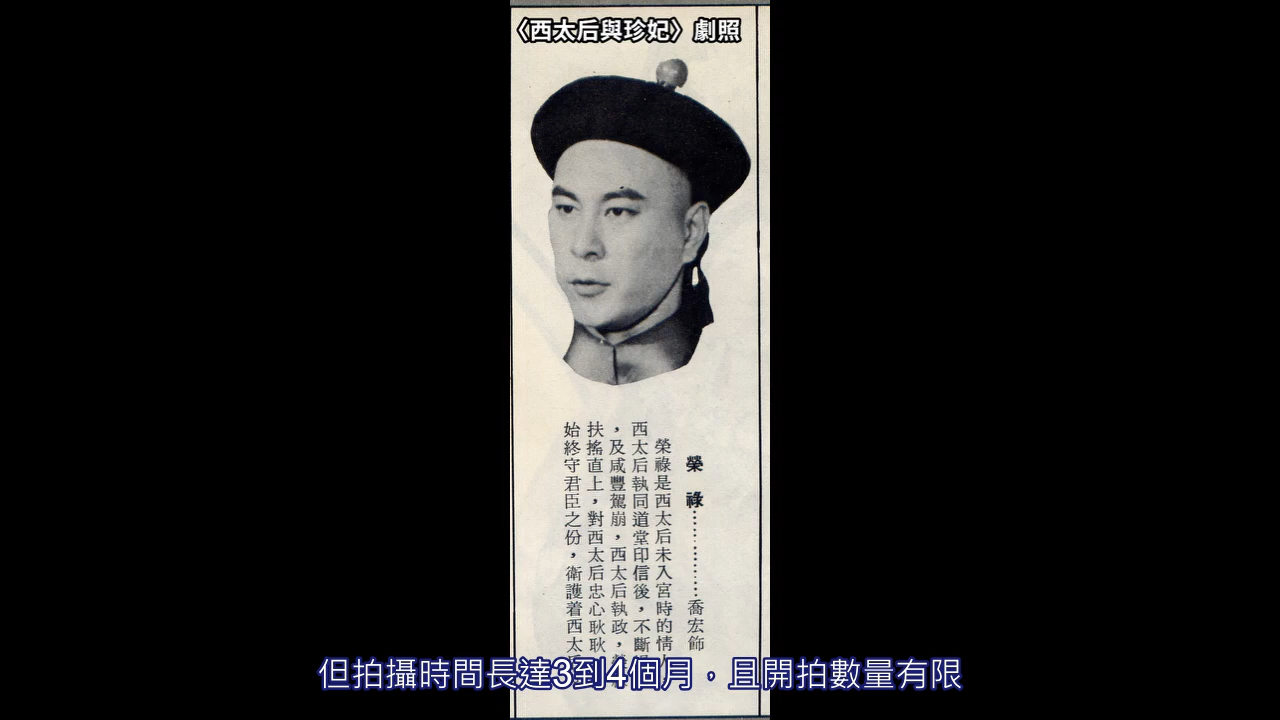 〈西太后與珍妃〉劇照
榮　祿…………喬宏飾
榮祿是西太后未入宮時的情
西太后執同道堂印信後，不斷
，及咸豐駕崩，西太后執政，
扶搖直上，對西太后忠心耿耿
始終守君臣之份，衛護着西太
但拍攝時間長達3到4個月，且開拍數量有限